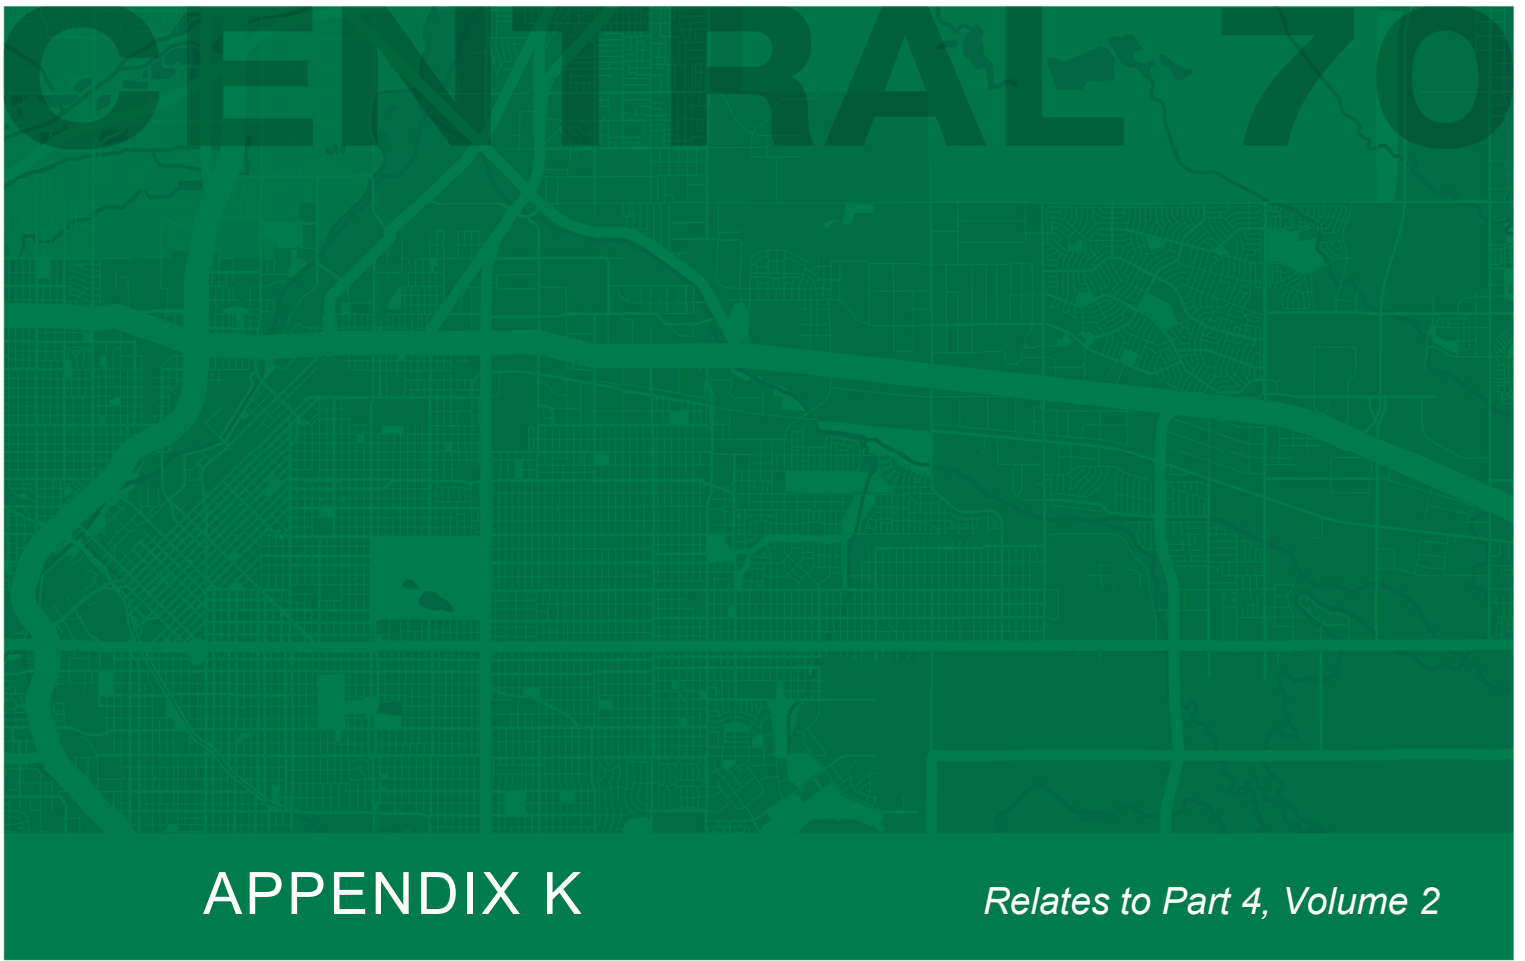 CENTRAL 70
APPENDIX K
Relates to Part 4, Volume 2